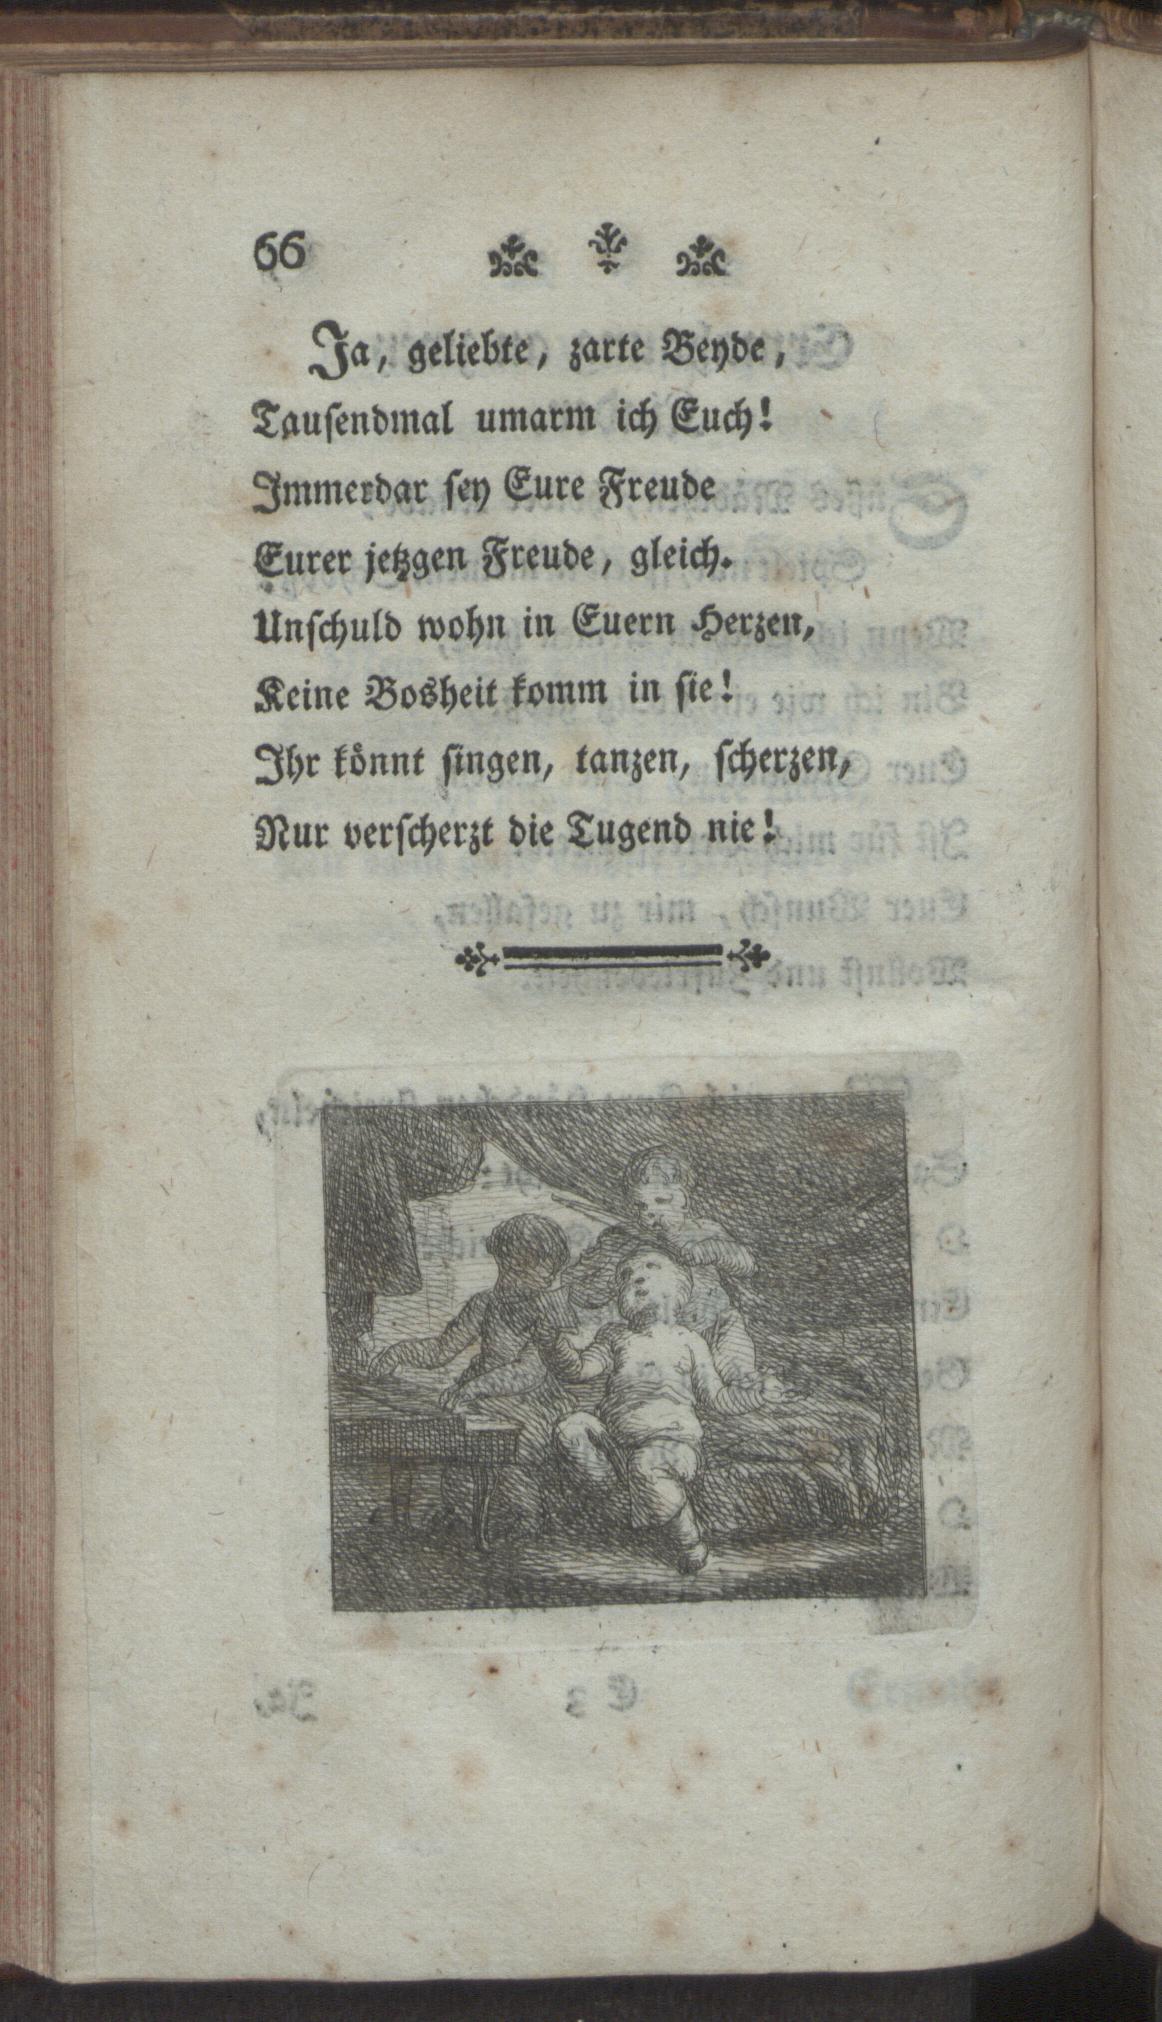 66
Ja, geliebte, zarte Beyde,
Tausendmal umarm ich Euch!
Immerdar sey Eure Freude
Eurer jetzgen Freude, gleich.
Unschuld wohn in Euern Herzen,
Keine Bosheit komm in sie!
Ihr könnt singen, tanzen, scherzen,
Nur verscherzt die Tugend nie!